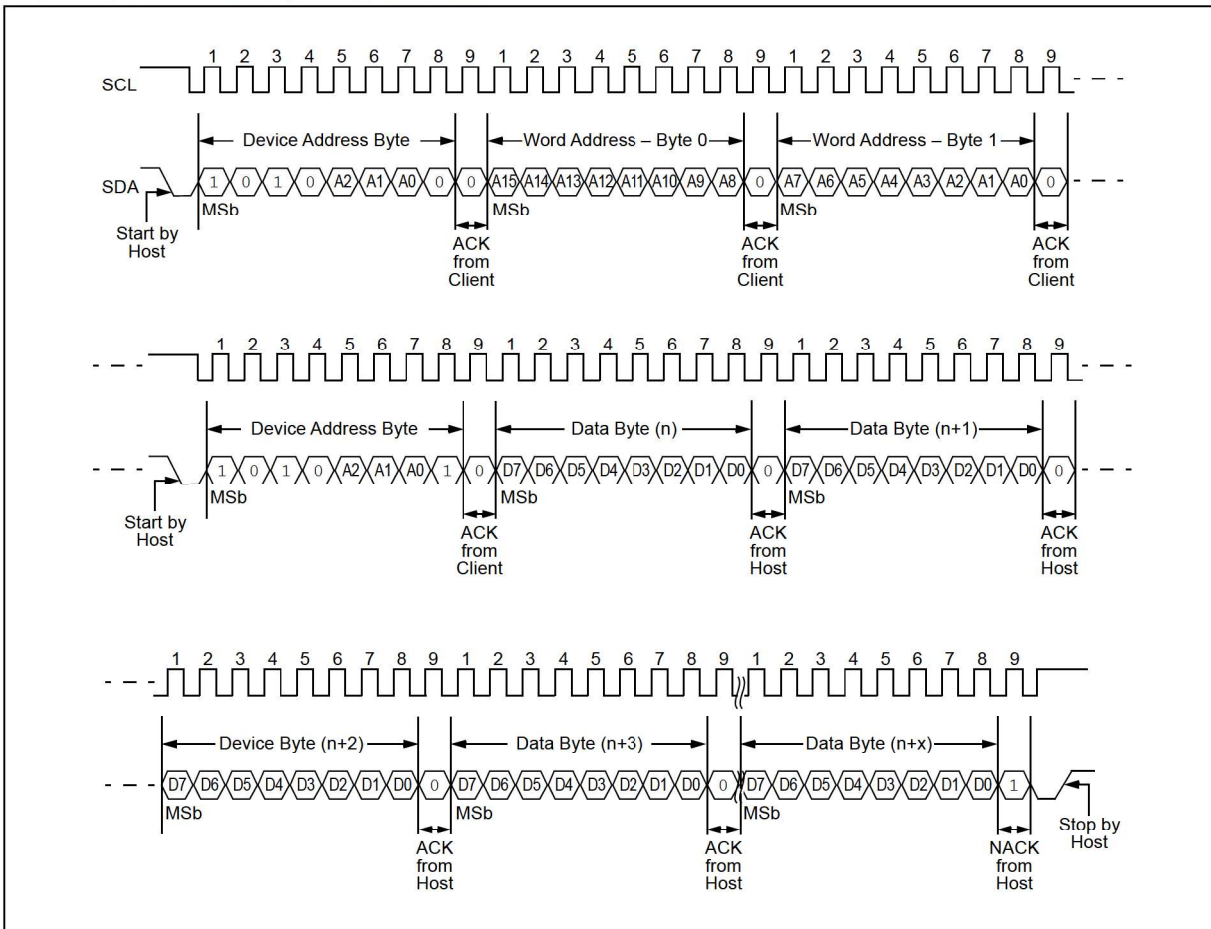 1 2 3 4 5 6 7 8 9 1 2 3 4 5 6 7 8 9 1 2 3 4 5 6 7 8 9
SCL
Device Address Byte Word Address – Byte 0 Word Address – Byte 1
SDA 1 0 1 0 A2 A1 A0 0 0 A15 A14 A13 A12 A11 A10 A9 A8 0 A7 A6 A5 A4 A3 A2 A1 A0 0
MSb MSb MSb
Start by
Host
ACK
from
Client
ACK
from
Client
ACK
from
Client
1 2 3 4 5 6 7 8 9 1 2 3 4 5 6 7 8 9 1 2 3 4 5 6 7 8 9
Device Address Byte Data Byte (n) Data Byte (n+1)
1 0 1 0 A2 A1 A0 1 0 D7 D6 D5 D4 D3 D2 D1 D0 0 D7 D6 D5 D4 D3 D2 D1 D0 0
MSb MSb MSb
Start by
Host
ACK
from
Client
ACK
from
Host
ACK
from
Host
1 2 3 4 5 6 7 8 9 1 2 3 4 5 6 7 8 9 1 2 3 4 5 6 7 8 9
Device Byte (n+2) Data Byte (n+3) Data Byte (n+x)
D7 D6 D5 D4 D3 D2 D1 D0 0 D7 D6 D5 D4 D3 D2 D1 D0 0 D7 D6 D5 D4 D3 D2 D1 D0 1
MSb MSb MSb
ACK
from
Host
ACK
from
Host
NACK
from
Host
Stop by
Host